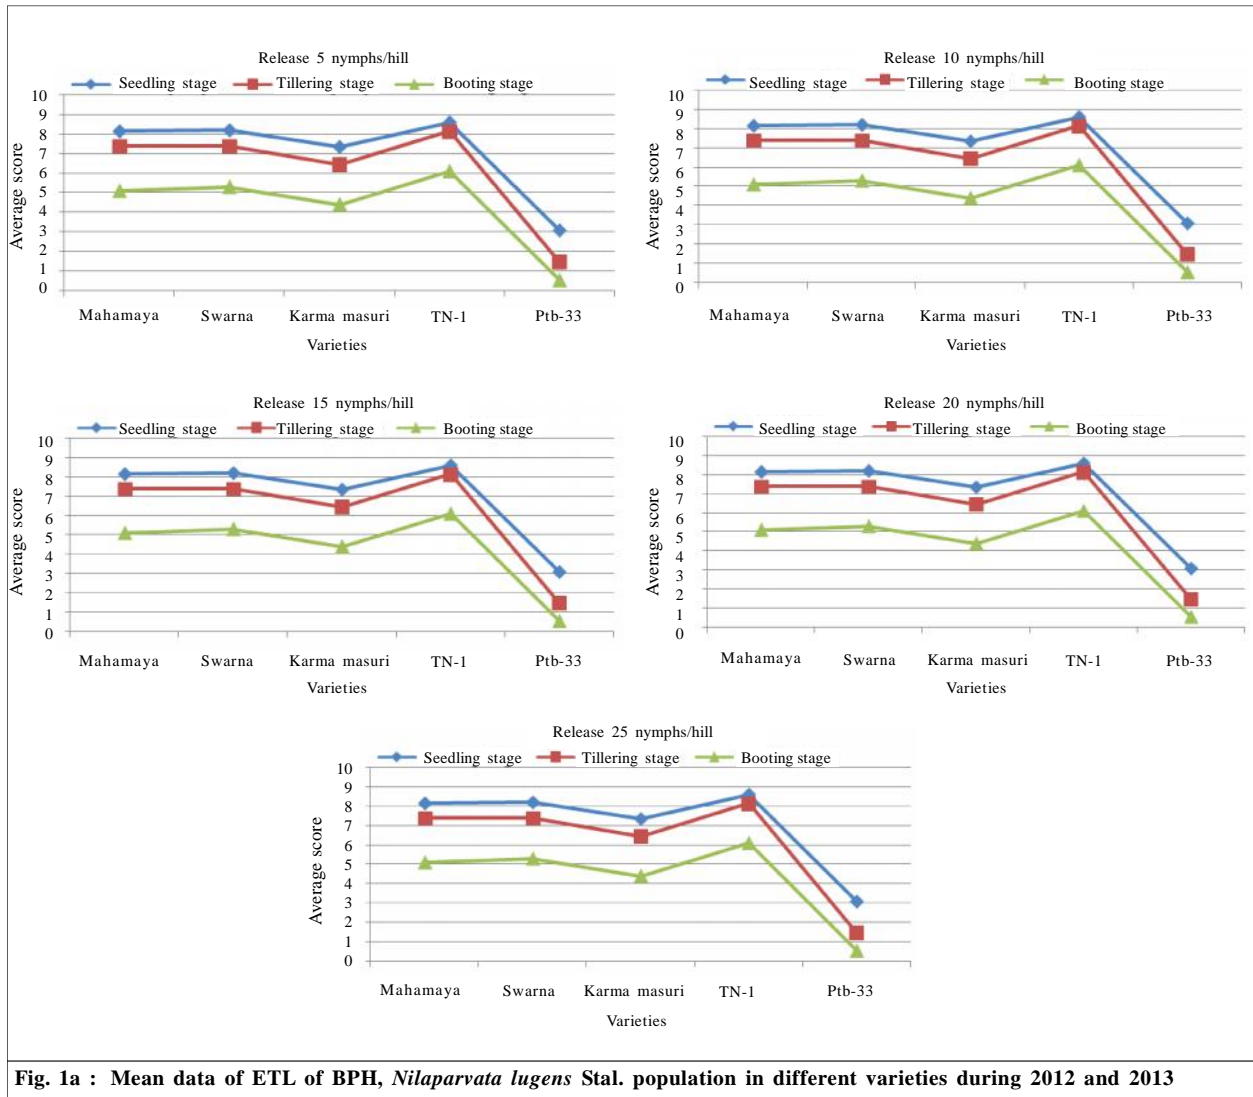 Release 5 nymphs/hill
Seedling stage Tillering stage Booting stage
10
9
8
7
6
5
4
3
2
1
0
Average score
Mahamaya Swarna Karma masuri TN-1 Ptb-33
Varieties
Release 10 nymphs/hill
Seedling stage Tillering stage Booting stage
10
9
8
7
6
5
4
3
2
1
0
Average score
Mahamaya Swarna Karma masuri TN-1 Ptb-33
Varieties
Release 15 nymphs/hill
Seedling stage Tillering stage Booting stage
10
9
8
7
6
5
4
3
2
1
0
Average score
Mahamaya Swarna Karma masuri TN-1 Ptb-33
Varieties
Release 20 nymphs/hill
Seedling stage Tillering stage Booting stage
10
9
8
7
6
5
4
3
2
1
0
Average score
Mahamaya Swarna Karma masuri TN-1 Ptb-33
Varieties
Release 25 nymphs/hill
Seedling stage Tillering stage Booting stage
10
9
8
7
6
5
4
3
2
1
0
Average score
Mahamaya Swarna Karma masuri TN-1 Ptb-33
Varieties
Fig. 1a : Mean data of ETL of BPH, Nilaparvata lugens Stal. population in different varieties during 2012 and 2013